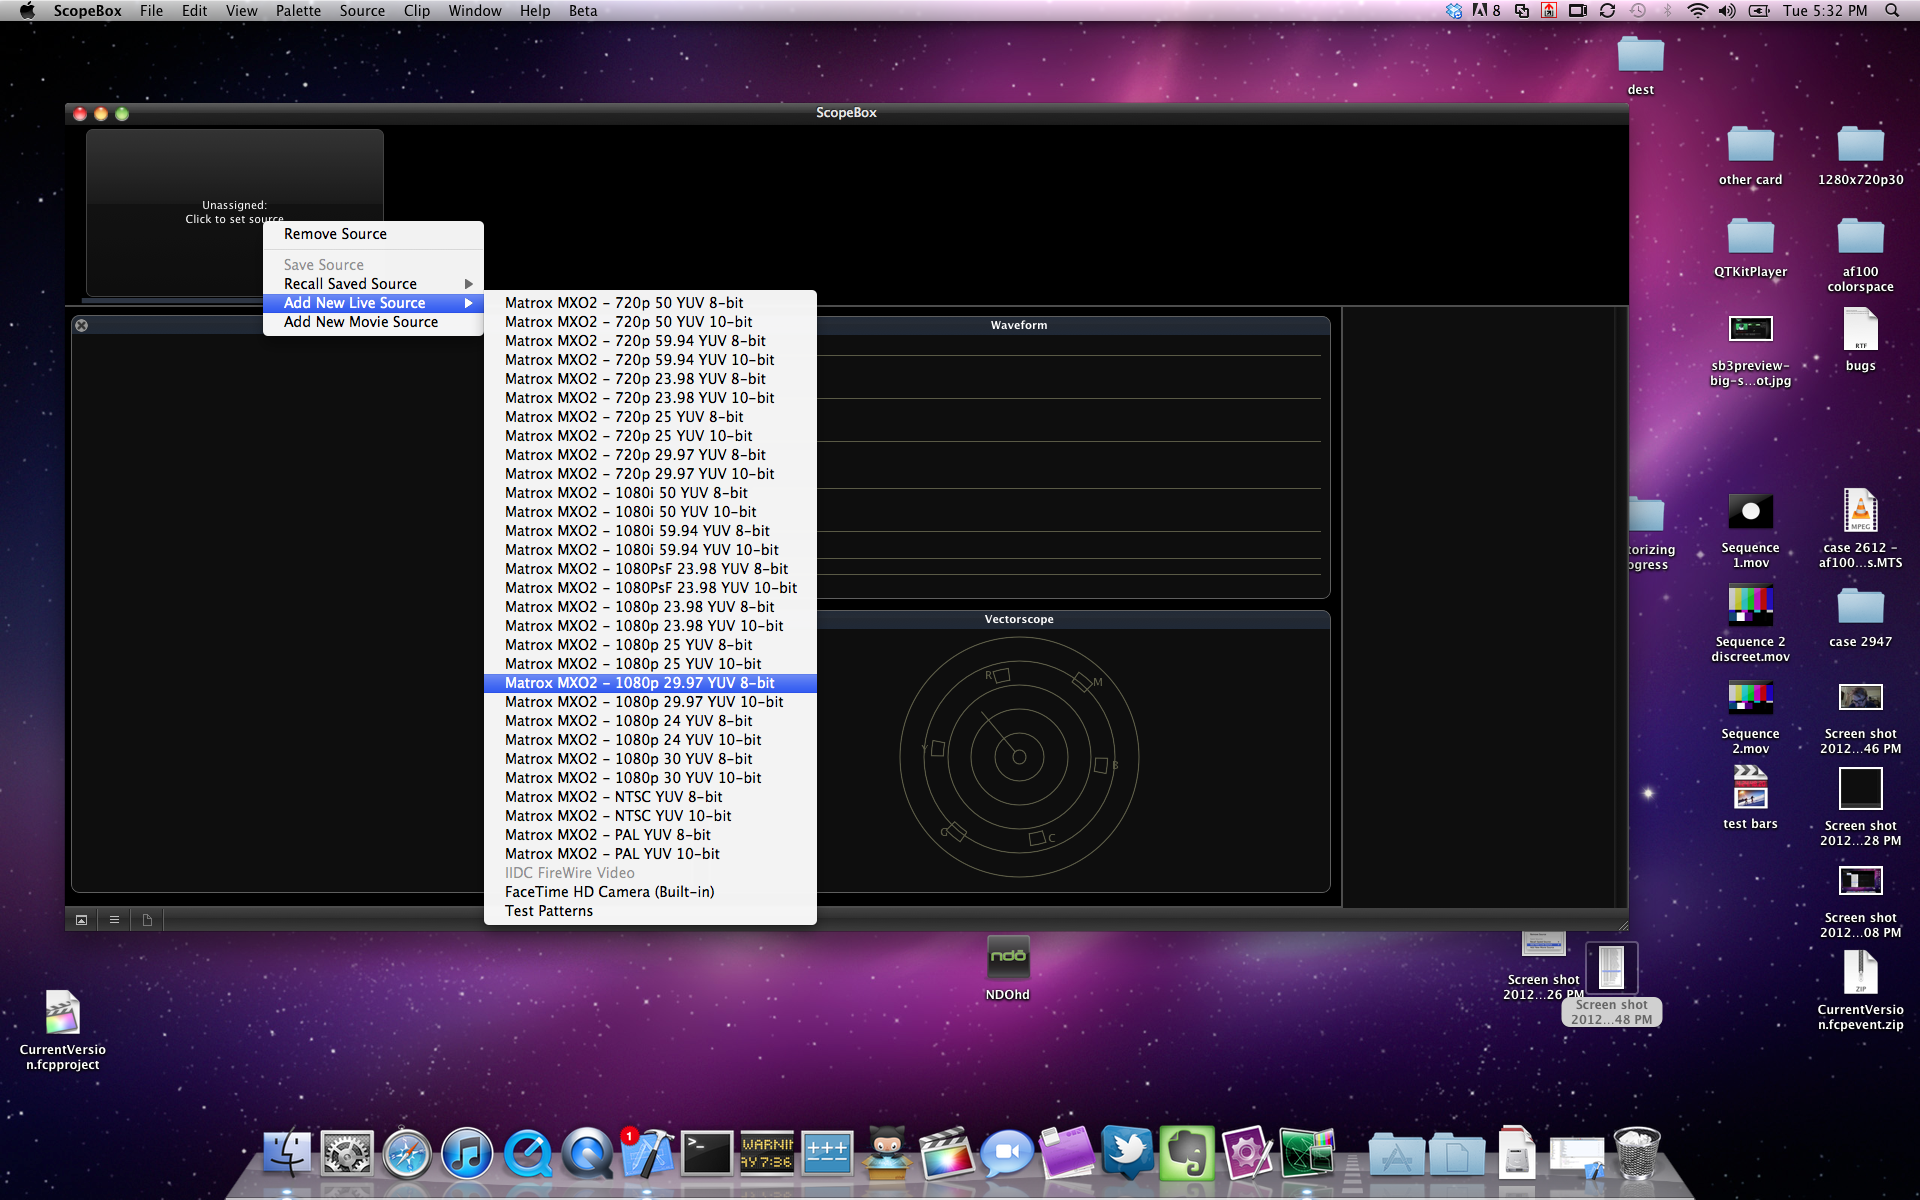 ScopeBox File Edit View Palette Source Clip Window Help Beta
8 Tue 5:32 PM
dest
ScopeBox
other card
1280x720p30
Unassigned:
Click to set source
Remove Source
Save Source
Recall Saved Source
Add New Live Source
Add New Movie Source
QTKitPlayer
af100
colorspace
Matrox MXO2 - 720p 50 YUV 8-bit
Matrox MXO2 - 720p 50 YUV 10-bit
Matrox MXO2 - 720p 59.94 YUV 8-bit
Matrox MXO2 - 720p 59.94 YUV 10-bit
Matrox MXO2 - 720p 23.98 YUV 8-bit
Matrox MXO2 - 720p 23.98 YUV 10-bit
Matrox MXO2 - 720p 25 YUV 8-bit
Matrox MXO2 - 720p 25 YUV 10-bit
Matrox MXO2 - 720p 29.97 YUV 8-bit
Matrox MXO2 - 720p 29.97 YUV 10-bit
Matrox MXO2 - 1080i 50 YUV 8-bit
Matrox MXO2 - 1080i 50 YUV 10-bit
Matrox MXO2 - 1080i 59.94 YUV 8-bit
Matrox MXO2 - 1080i 59.94 YUV 10-bit
Matrox MXO2 - 1080PsF 23.98 YUV 8-bit
Matrox MXO2 - 1080PsF 23.98 YUV 10-bit
Matrox MXO2 - 1080p 23.98 YUV 8-bit
Matrox MXO2 - 1080p 23.98 YUV 10-bit
Matrox MXO2 - 1080p 25 YUV 8-bit
Matrox MXO2 - 1080p 25 YUV 10-bit
Matrox MXO2 - 1080p 29.97 YUV 8-bit
Matrox MXO2 - 1080p 29.97 YUV 10-bit
Matrox MXO2 - 1080p 24 YUV 8-bit
Matrox MXO2 - 1080p 24 YUV 10-bit
Matrox MXO2 - 1080p 30 YUV 8-bit
Matrox MXO2 - 1080p 30 YUV 10-bit
Matrox MXO2 - NTSC YUV 8-bit
Matrox MXO2 - NTSC YUV 10-bit
Matrox MXO2 - PAL YUV 8-bit
Matrox MXO2 - PAL YUV 10-bit
IIDC FireWire Video
FaceTime HD Camera (Built-in)
Test Patterns
Waveform
Vectorscope
R
M
Y
B
G
C
sb3preview-
big-s...ot.jpg
RTF
bugs
torizing
ogress
Sequence
1.mov
MPEG
case 2612 -
af100...s.MTS
Sequence 2
discreet.mov
case 2947
Sequence
2.mov
Screen shot
2012...46 PM
test bars
Screen shot
2012...28 PM
Screen shot
2012...08 PM
ndō
NDOhd
Screen shot
2012...26 PM
Screen shot
2012...48 PM
ZIP
CurrentVersio
n.fcpevent.zip
CurrentVersio
n.fcpproject
1
WARNIN
AY 7:36